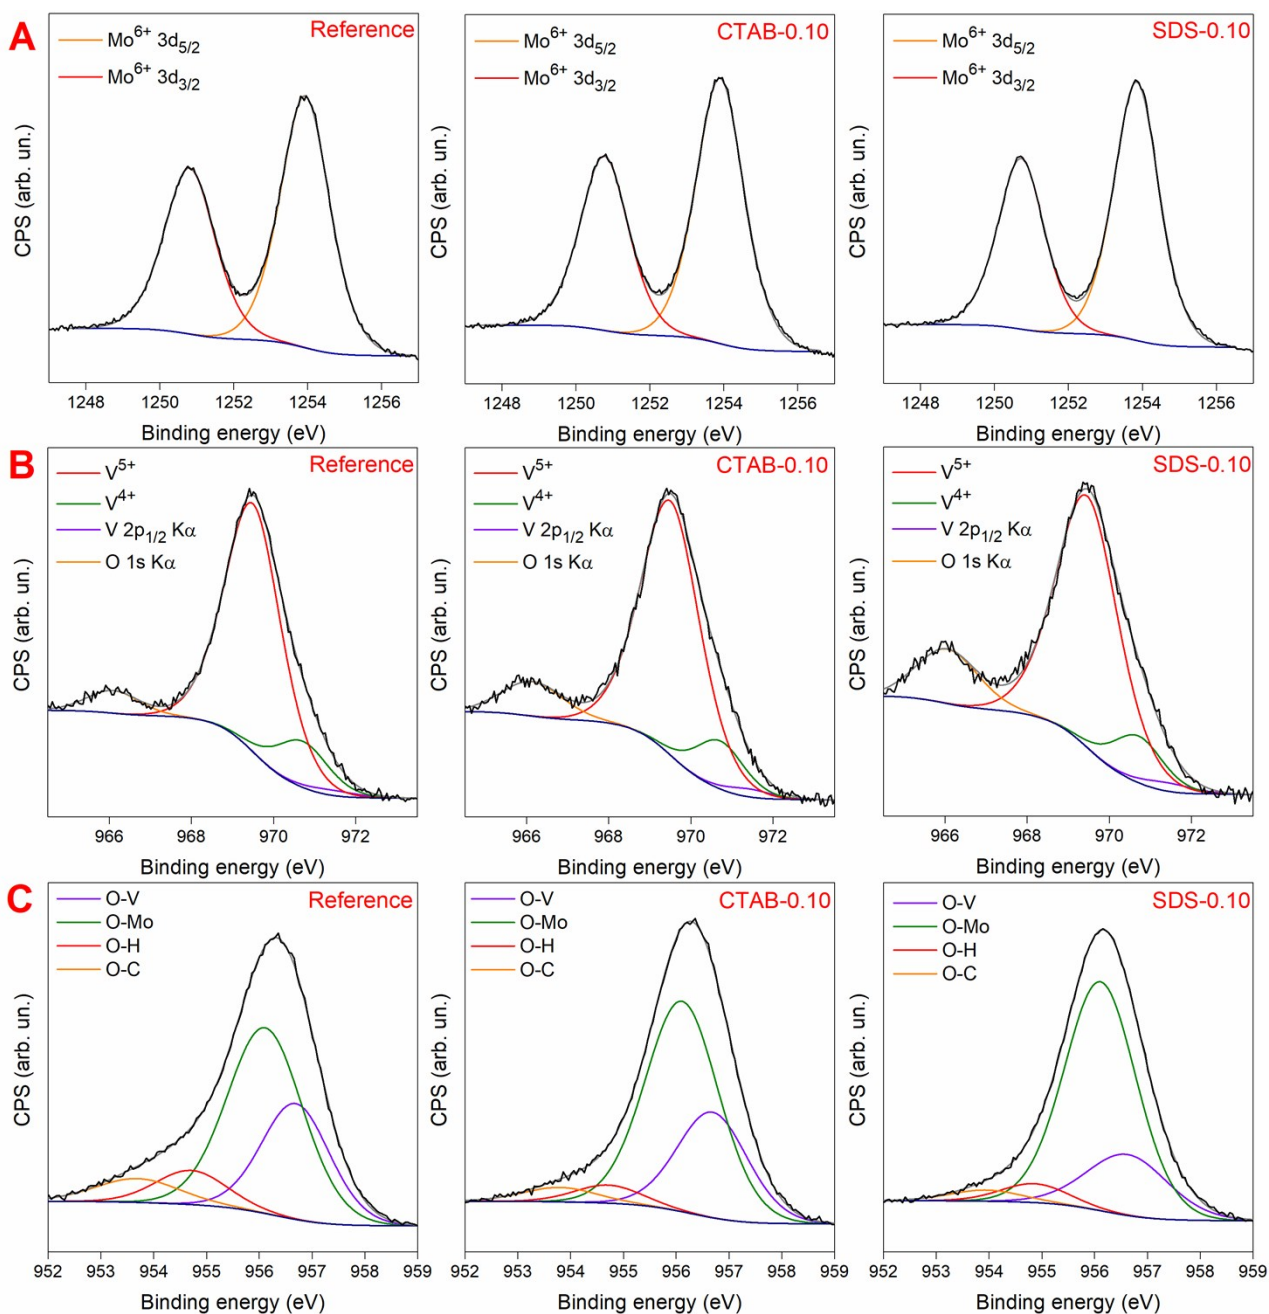 A
Reference
Mo6+ 3d5/2
Mo6+ 3d3/2
CPS (arb. un.)
1248 1250 1252 1254 1256
Binding energy (eV)
CTAB-0.10
Mo6+ 3d5/2
Mo6+ 3d3/2
CPS (arb. un.)
1248 1250 1252 1254 1256
Binding energy (eV)
SDS-0.10
Mo6+ 3d5/2
Mo6+ 3d3/2
CPS (arb. un.)
1248 1250 1252 1254 1256
Binding energy (eV)
B
Reference
V5+
V4+
V 2p1/2 Kα
O 1s Kα
CPS (arb. un.)
966 968 970 972
Binding energy (eV)
CTAB-0.10
V5+
V4+
V 2p1/2 Kα
O 1s Kα
CPS (arb. un.)
966 968 970 972
Binding energy (eV)
SDS-0.10
V5+
V4+
V 2p1/2 Kα
O 1s Kα
CPS (arb. un.)
966 968 970 972
Binding energy (eV)
C
Reference
O-V
O-Mo
O-H
O-C
CPS (arb. un.)
952 953 954 955 956 957 958 959
Binding energy (eV)
CTAB-0.10
O-V
O-Mo
O-H
O-C
CPS (arb. un.)
952 953 954 955 956 957 958 959
Binding energy (eV)
SDS-0.10
O-V
O-Mo
O-H
O-C
CPS (arb. un.)
952 953 954 955 956 957 958 959
Binding energy (eV)